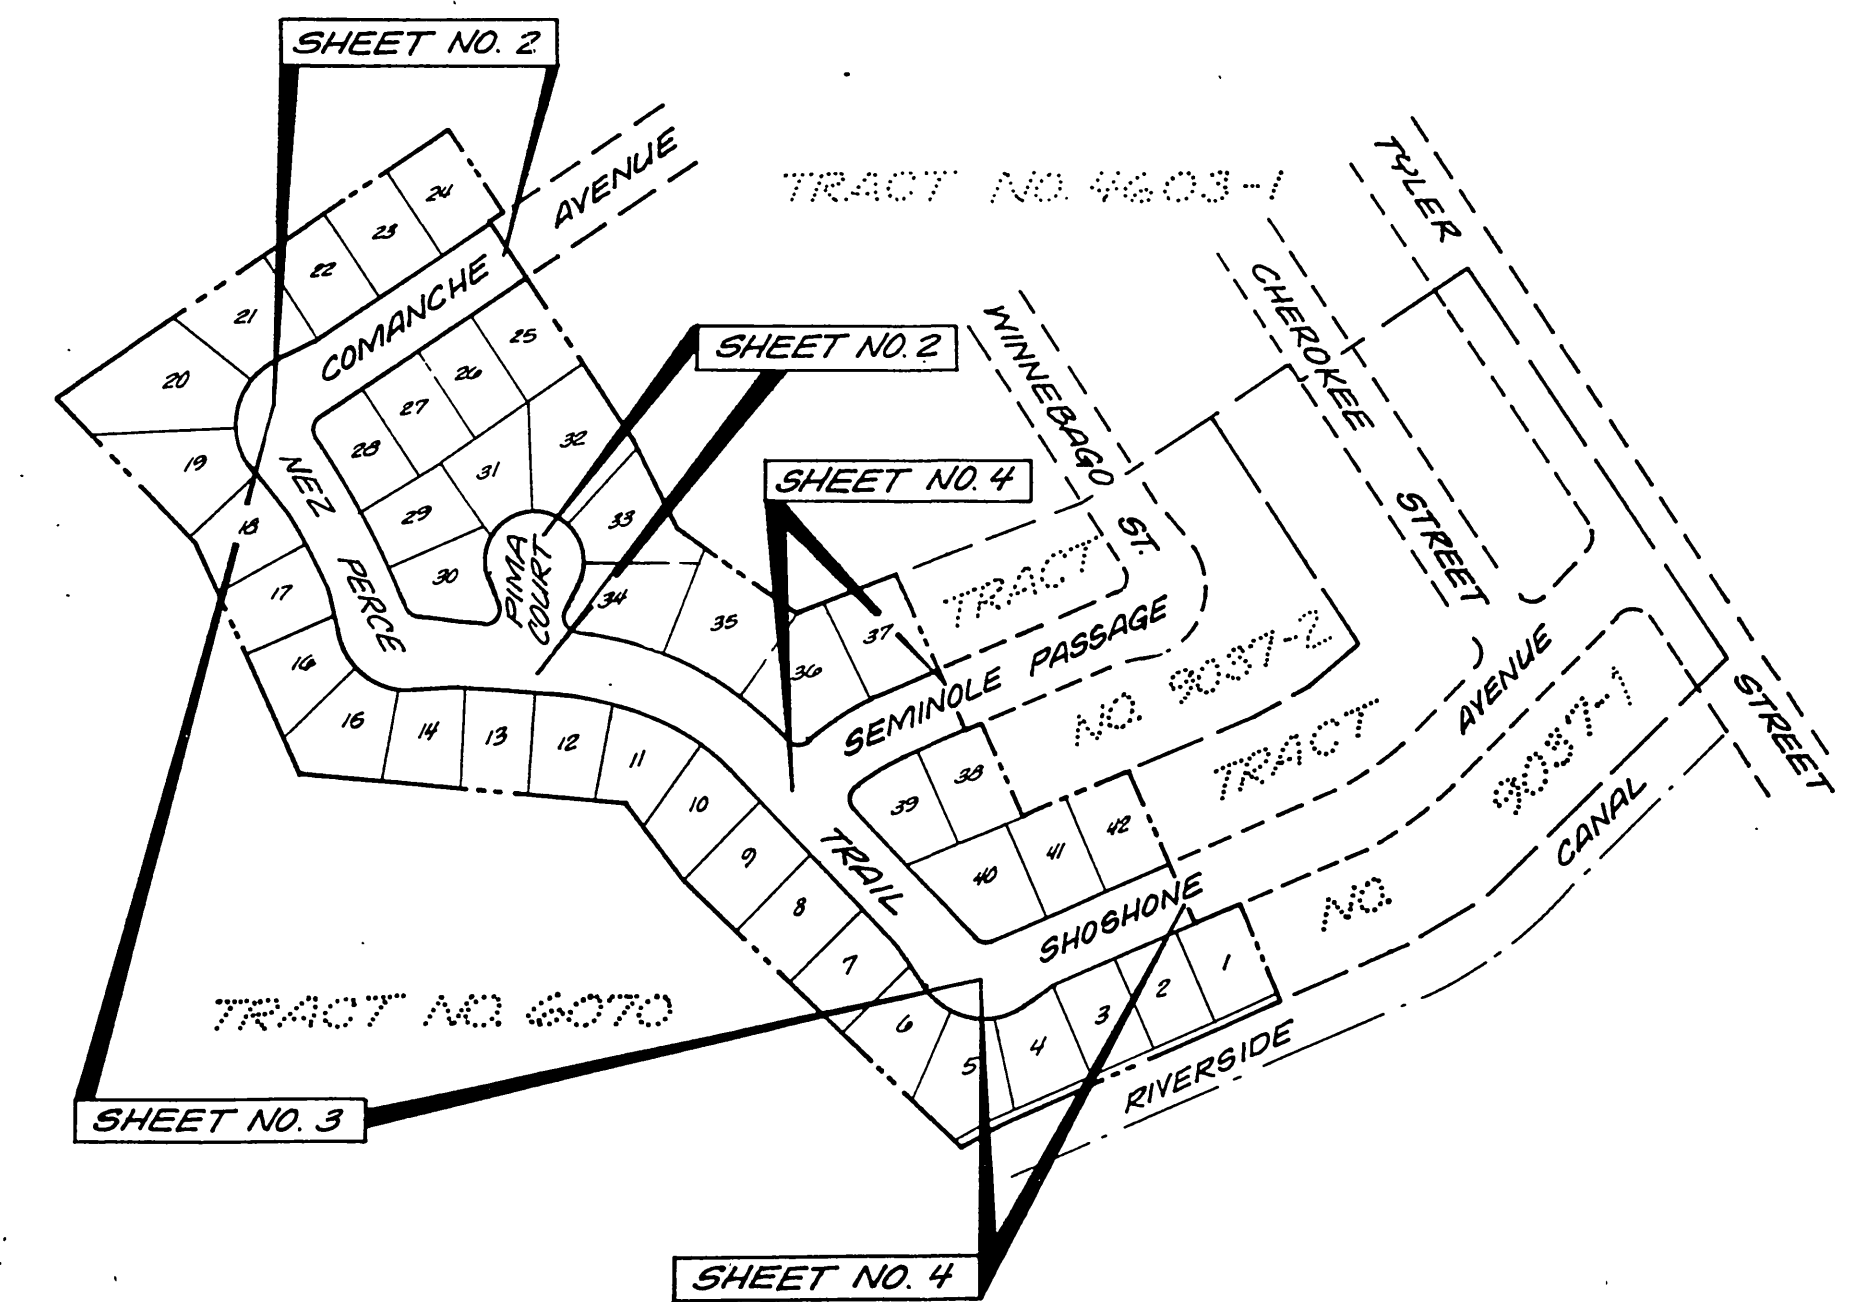 SHEET NO. 2
TRACT NO. 4603-1
TYLER
STREET
AVENUE
COMANCHE
24
23
22
21
20
19
18
17
16
15
14
13
12
11
10
9
8
7
6
5
4
3
2
1
25
26
27
28
29
30
31
32
33
34
35
36
37
38
39
40
41
42
SHEET NO. 2
SHEET NO. 4
NEZ
PERCE
TRAIL
PIMA
COURT
WINNEBAGO
ST.
CHEROKEE
STREET
SEMINOLE PASSAGE
TRACT
NO. 9037-2
SHOSHONE
AVENUE
TRACT
NO.
9037-1
RIVERSIDE
CANAL
TRACT NO. 6070
SHEET NO. 3
SHEET NO. 4